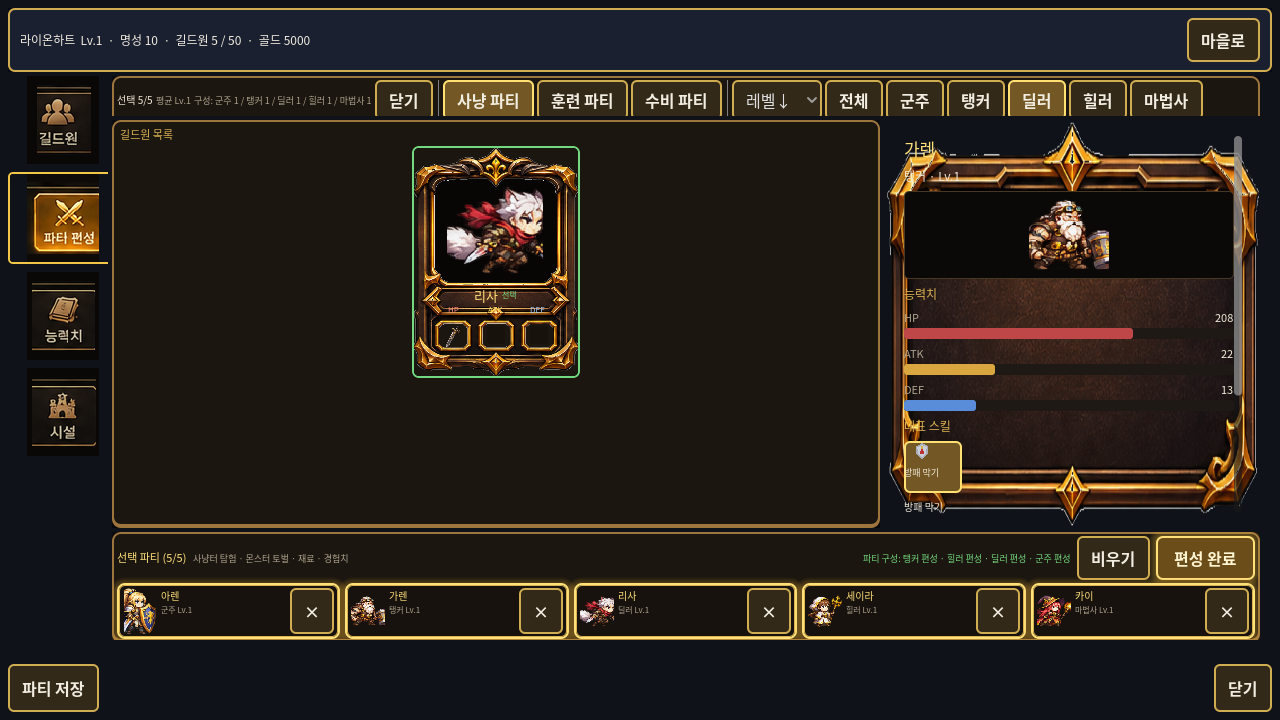 라이온하트 Lv.1 · 명성 10 · 길드원 5 / 50 · 골드 5000
마을로
길드원
파티 편성
능력치
시설
선택 5/5 평균 Lv.1 구성: 군주 1 / 탱커 1 / 딜러 1 / 힐러 1 / 마법사 1
닫기
사냥 파티
훈련 파티
수비 파티
레벨↓
전체
군주
탱커
딜러
힐러
마법사
길드원 목록
리사 선택
HP ATK DEF
가렌
탱커 · Lv.1
능력치
HP 208
ATK 22
DEF 13
대표 스킬
방패 막기
방패 막기
선택 파티 (5/5) 사냥터 탐험 · 몬스터 토벌 · 재료 · 경험치
파티 구성: 탱커 편성 · 힐러 편성 · 딜러 편성 · 군주 편성
비우기
편성 완료
아렌
군주 Lv.1
×
가렌
탱커 Lv.1
×
리사
딜러 Lv.1
×
세이라
힐러 Lv.1
×
카이
마법사 Lv.1
×
파티 저장
닫기